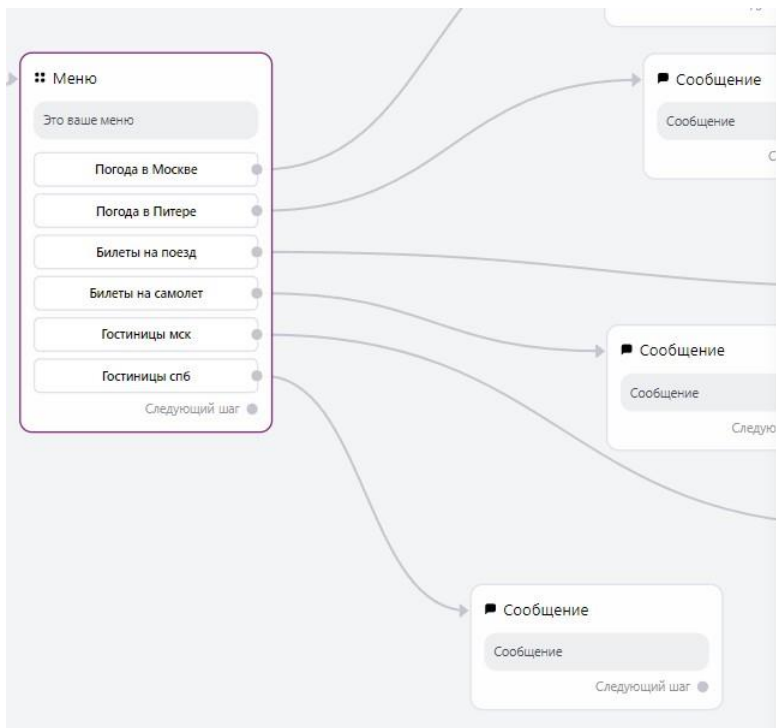 Меню
Это ваше меню
Погода в Москве
Погода в Питере
Билеты на поезд
Билеты на самолет
Гостиницы мск
Гостиницы спб
Следующий шаг
Сообщение
Сообщение
Сообщение
Сообщение
Сообщение
Сообщение
Следующий шаг